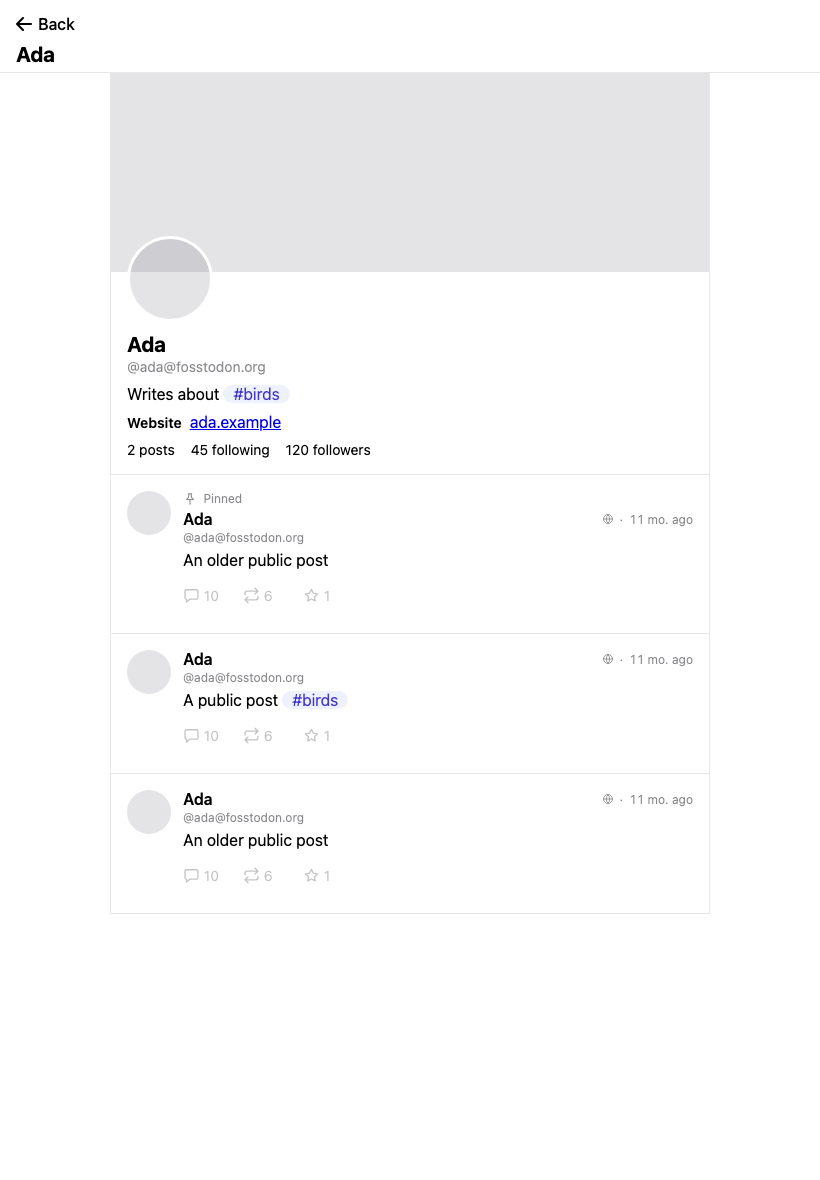 Back
Ada
Ada
@ada@fosstodon.org
Writes about #birds
Website ada.example
2 posts 45 following 120 followers
Pinned
Ada · 11 mo. ago
@ada@fosstodon.org
An older public post
10 6 1
Ada · 11 mo. ago
@ada@fosstodon.org
A public post #birds
10 6 1
Ada · 11 mo. ago
@ada@fosstodon.org
An older public post
10 6 1